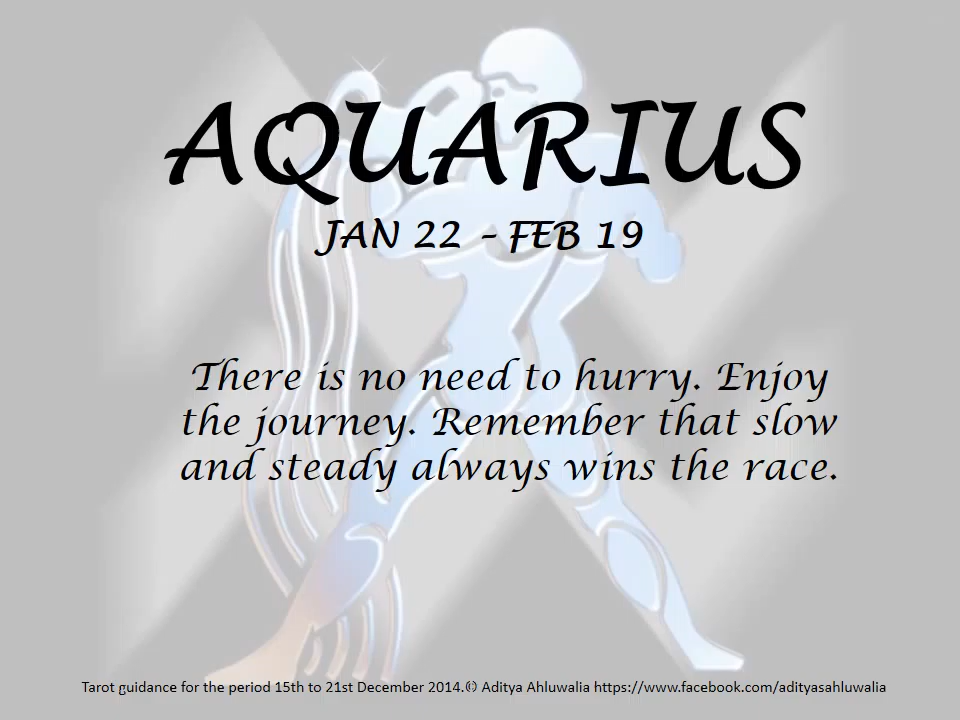 AQUARIUS
JAN 22 – FEB 19
There is no need to hurry. Enjoy
the journey. Remember that slow
and steady always wins the race.
Tarot guidance for the period 15th to 21st December 2014.© Aditya Ahluwalia https://www.facebook.com/adityasahluwalia